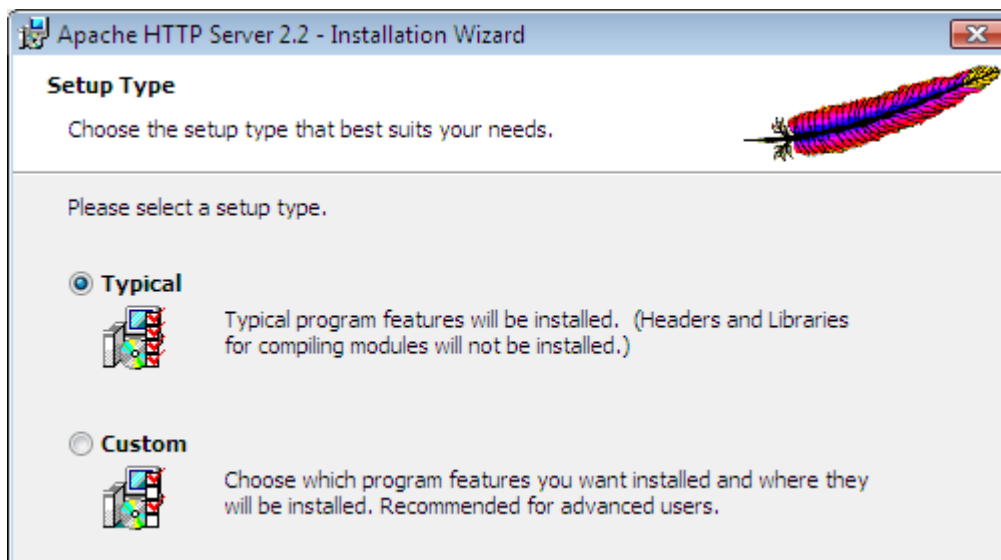 Apache HTTP Server 2.2 - Installation Wizard
Setup Type
Choose the setup type that best suits your needs.
Please select a setup type.
Typical
Typical program features will be installed.  (Headers and Libraries
for compiling modules will not be installed.)
Custom
Choose which program features you want installed and where they
will be installed. Recommended for advanced users.